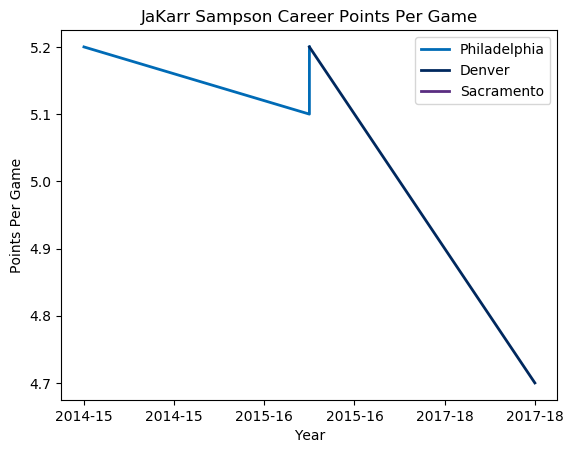 JaKarr Sampson Career Points Per Game
5.2
5.1
5.0
4.9
4.8
4.7
Points Per Game
Philadelphia
Denver
Sacramento
2014-15 2014-15 2015-16 2015-16 2017-18 2017-18
Year